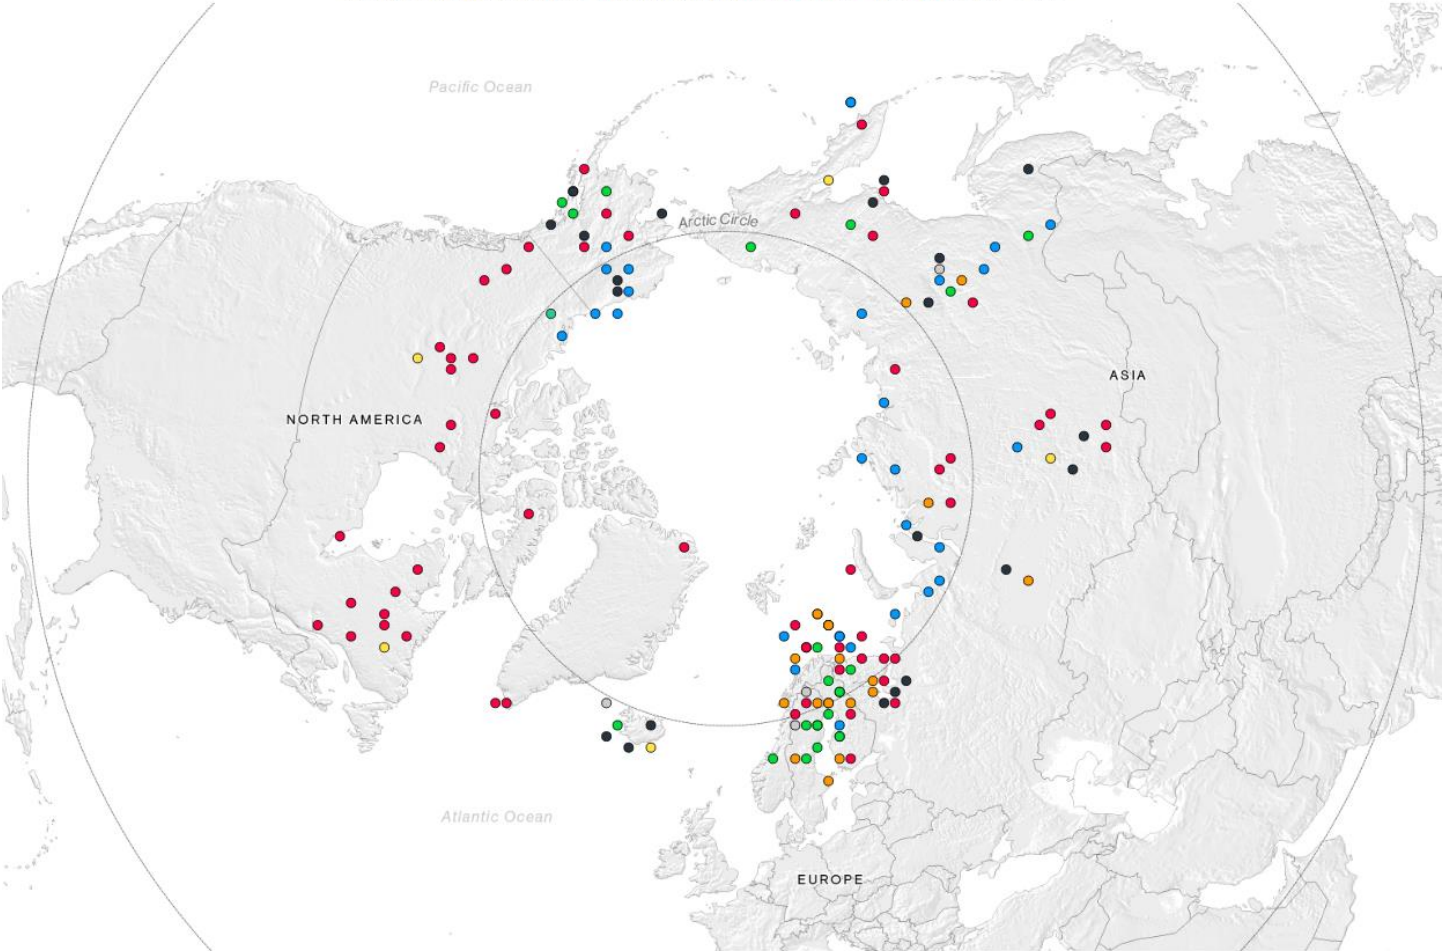 Pacific Ocean
Arctic Circle
ASIA
NORTH AMERICA
Atlantic Ocean
EUROPE